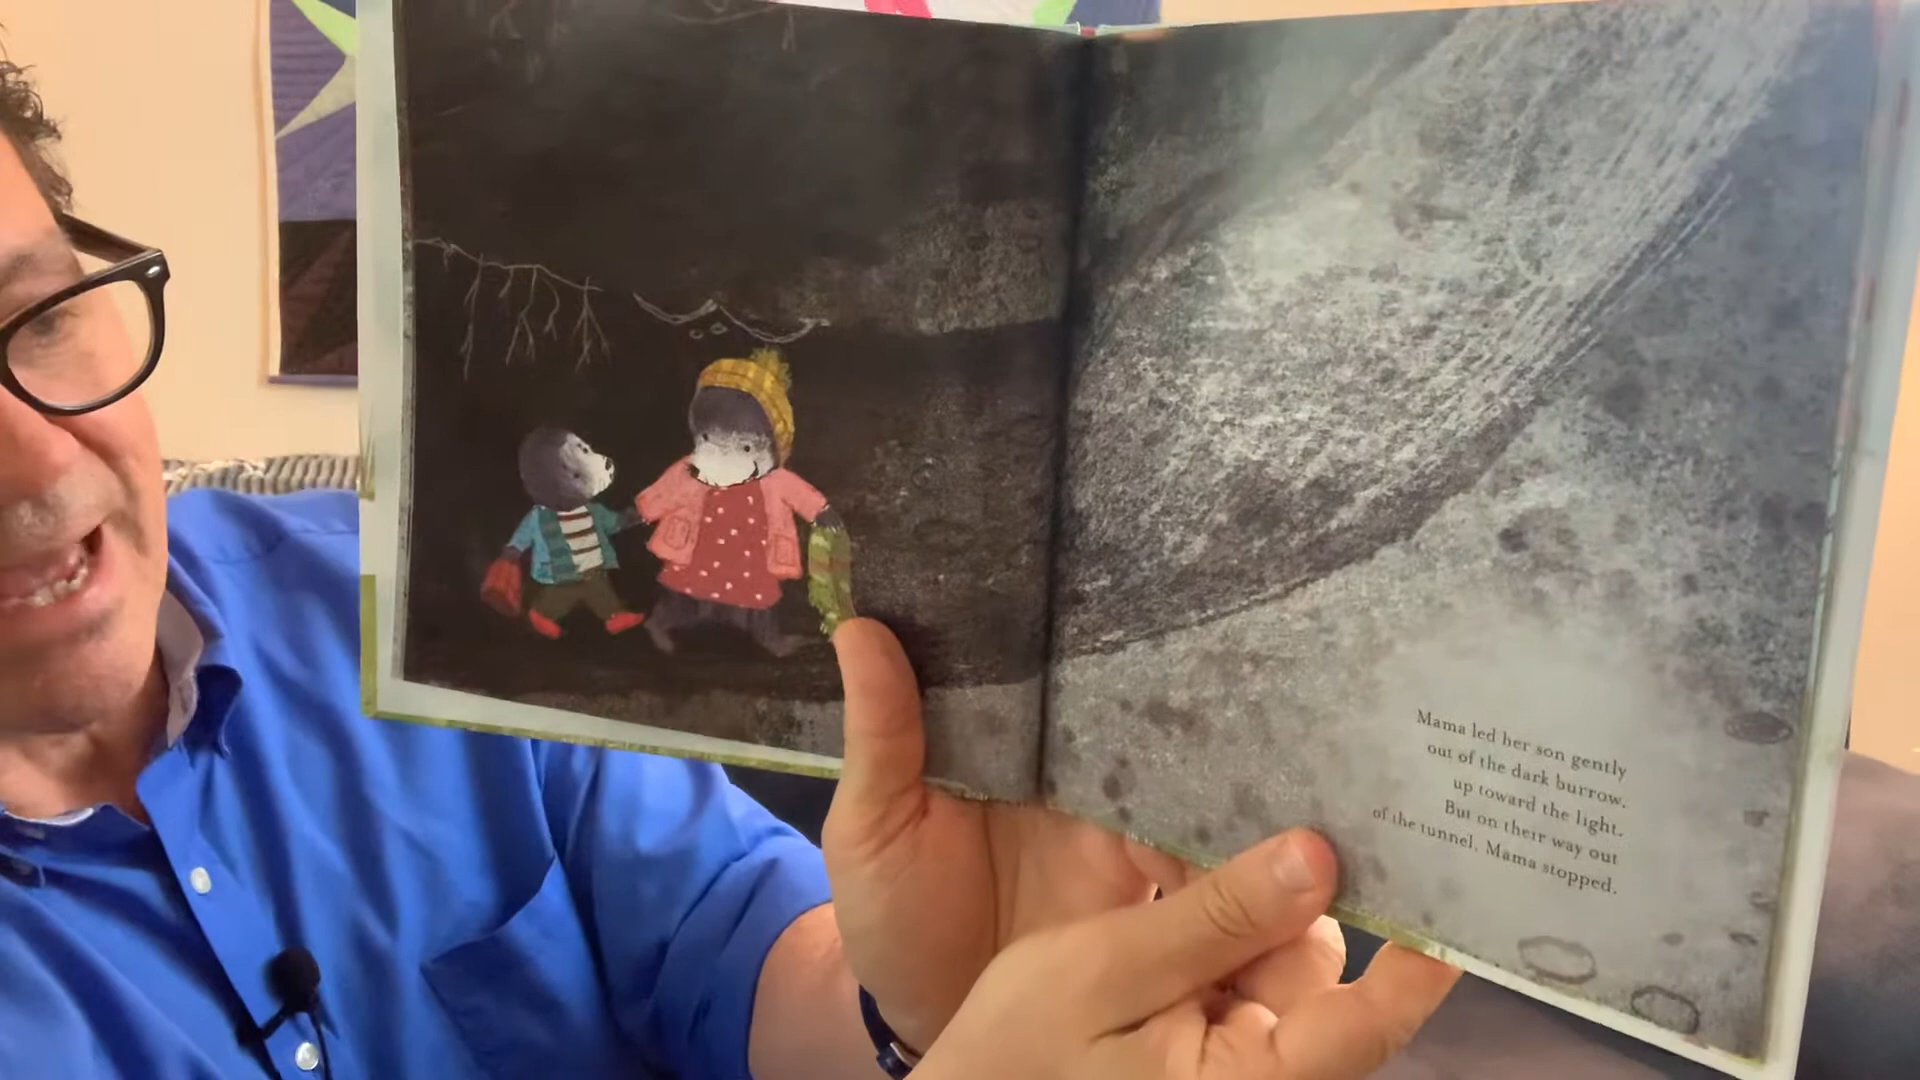 Mama led her son gently
out of the dark burrow,
up toward the light.
But on their way out
of the tunnel, Mama stopped.